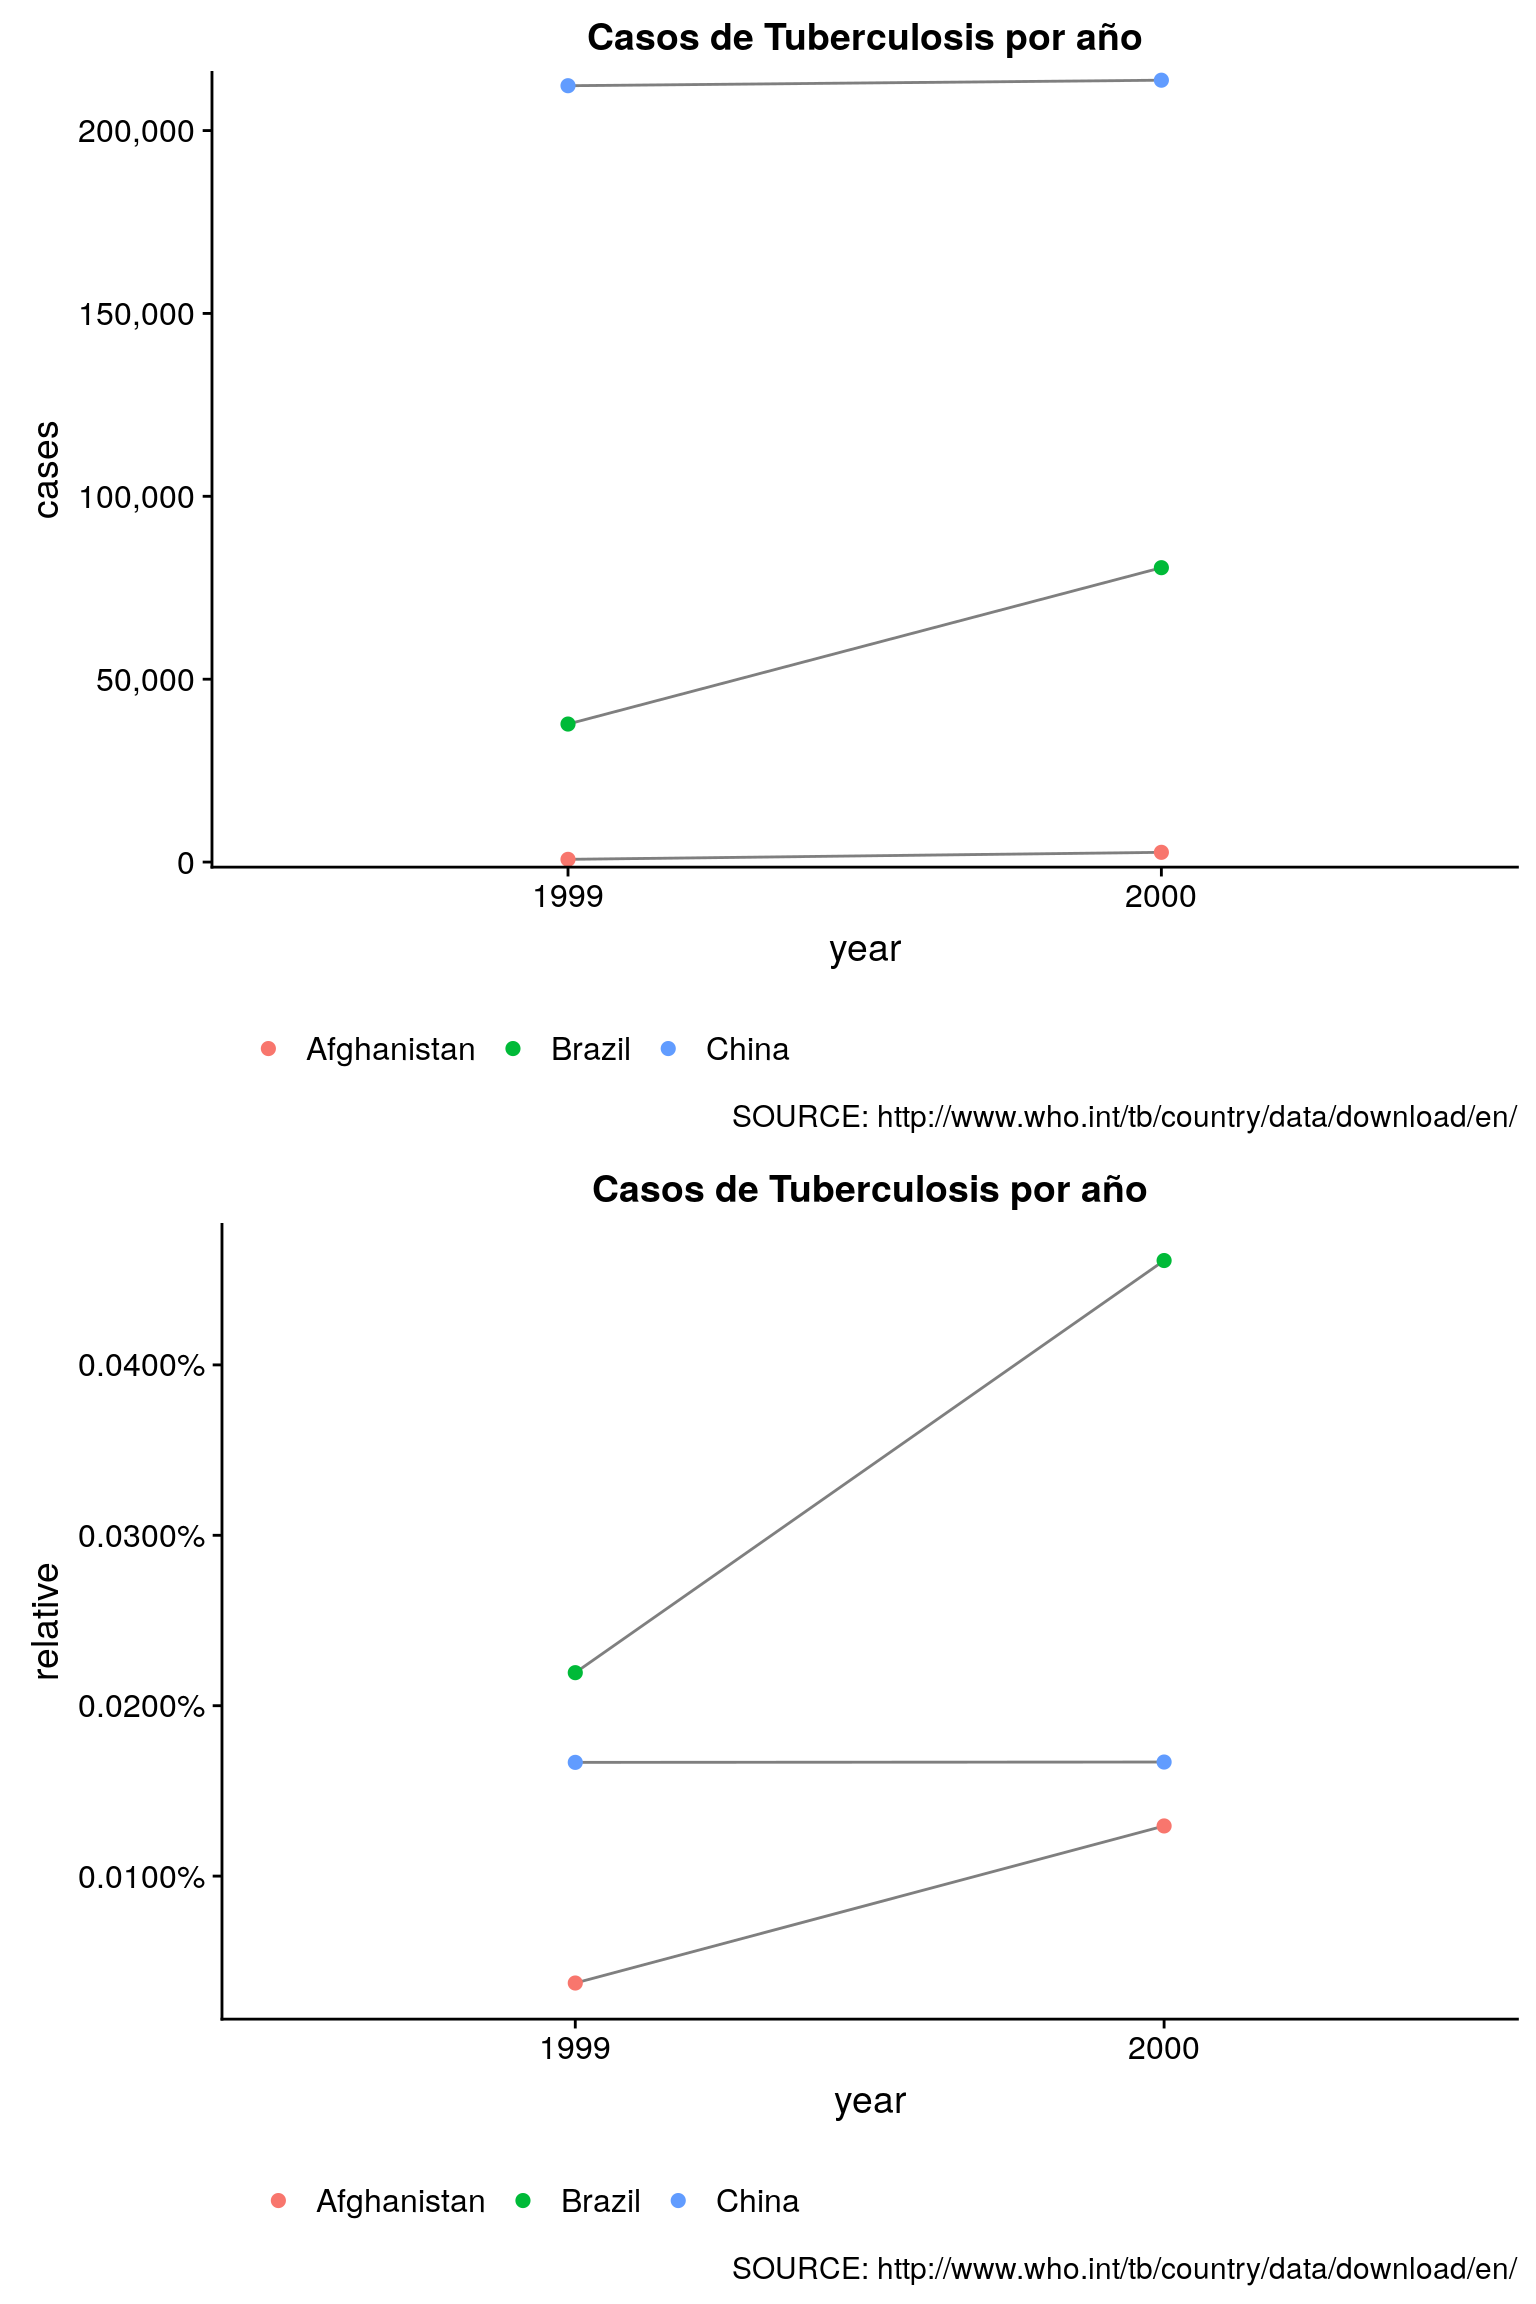 Casos de Tuberculosis por año
200,000
150,000
100,000
50,000
0
cases
1999 2000
year
Afghanistan Brazil China
SOURCE: http://www.who.int/tb/country/data/download/en/
Casos de Tuberculosis por año
0.0400%
0.0300%
0.0200%
0.0100%
relative
1999 2000
year
Afghanistan Brazil China
SOURCE: http://www.who.int/tb/country/data/download/en/